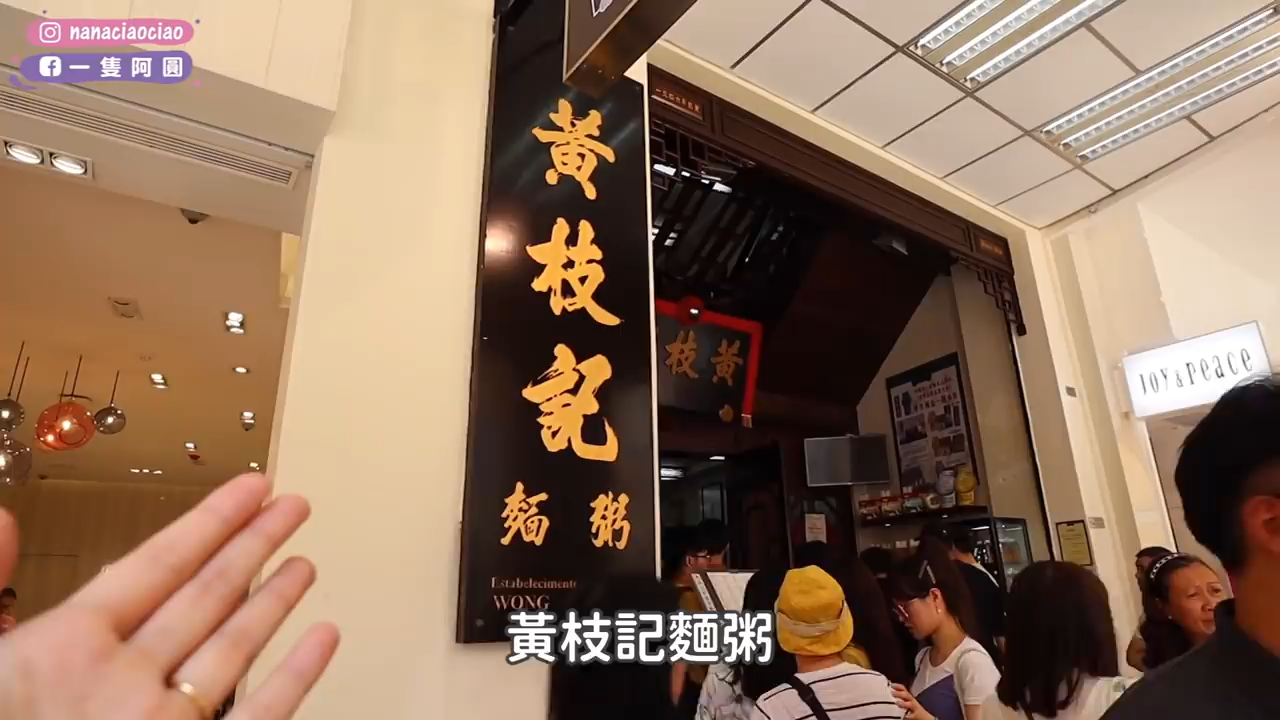 nanaciaociao
一隻阿圓
黃枝記
粥麵
Estabelecimento
WONG
黃枝
JOY & PEACE
黃枝記麵粥